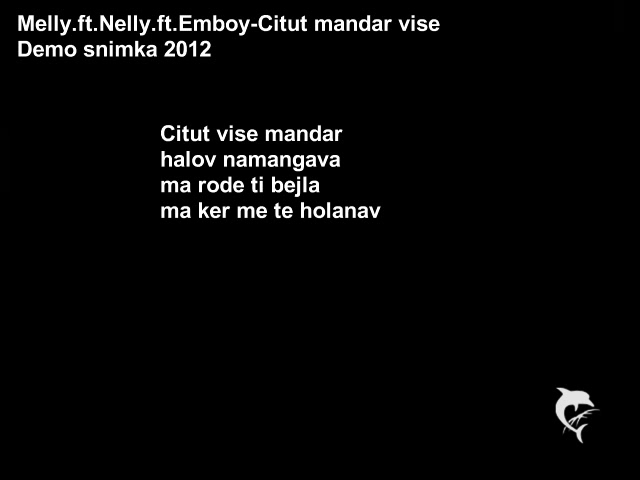 Melly.ft.Nelly.ft.Emboy-Citut mandar vise
Demo snimka 2012
Citut vise mandar
halov namangava
ma rode ti bejla
ma ker me te holanav